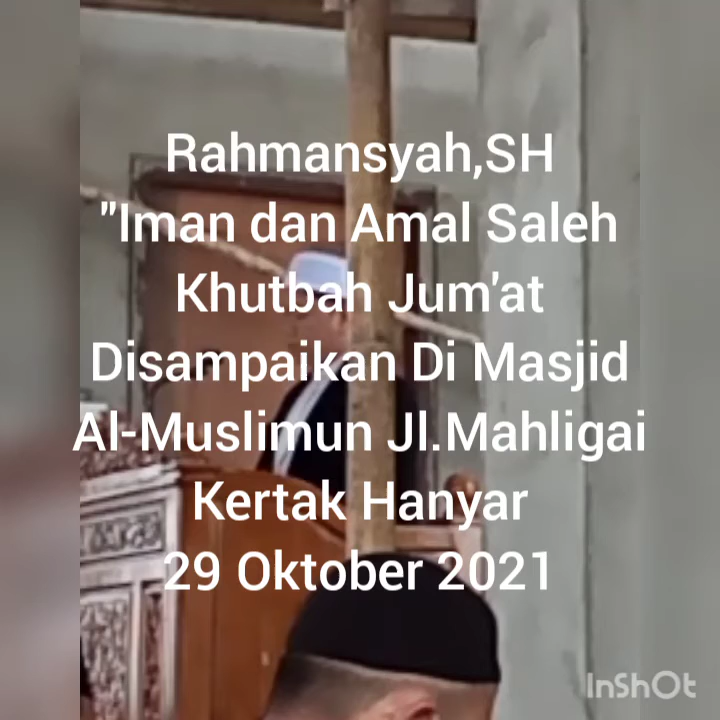 Rahmansyah,SH
"Iman dan Amal Saleh
Khutbah Jum'at
Disampaikan Di Masjid
Al-Muslimun Jl.Mahligai
Kertak Hanyar
29 Oktober 2021
InShOt